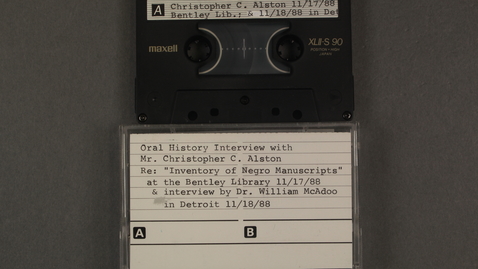 A Christopher C. Alston 11/17/88
Bentley Lib.; & 11/18/88 in
maxell
XLII-S 90
Oral History Interview with
Mr. Christopher C. Alston
Re: "Inventory of Negro Manuscripts"
at the Bentley Library 11/17/88
& interview by Dr. William McAdoo
in Detroit 11/18/88
A B